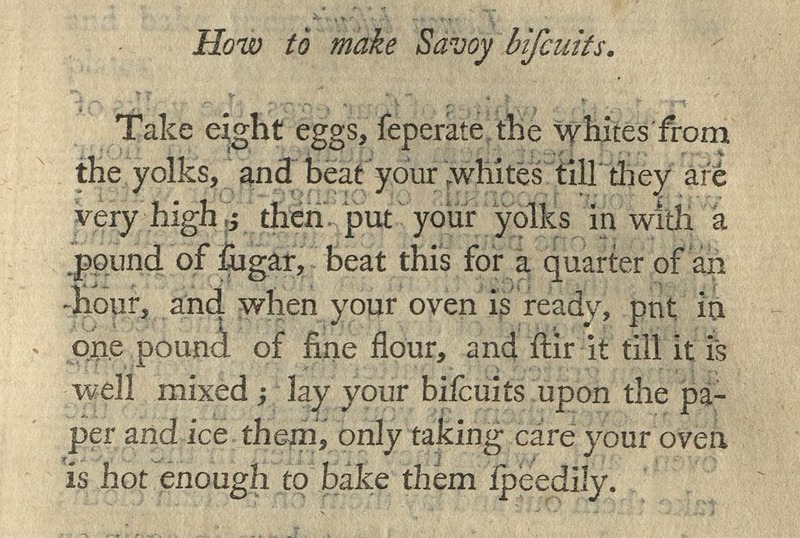 How to make Savoy biſcuits.
Take eight eggs, ſeperate the whites from
the yolks, and beat your whites till they are
very high; then put your yolks in with a
pound of ſugar, beat this for a quarter of an
hour, and when your oven is ready, pnt in
one pound of fine flour, and ſtir it till it is
well mixed; lay your biſcuits upon the pa-
per and ice them, only taking care your oven
is hot enough to bake them ſpeedily.